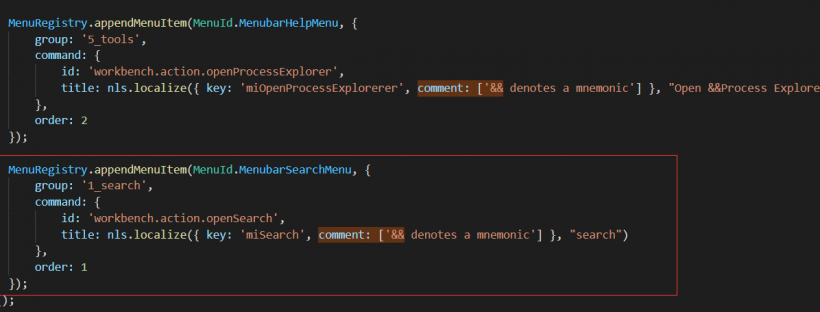 MenuRegistry.appendMenuItem(MenuId.MenubarHelpMenu, {
group: '5_tools',
command: {
id: 'workbench.action.openProcessExplorer',
title: nls.localize({ key: 'miOpenProcessExplorerer', comment: ['&& denotes a mnemonic'] }, "Open &&Process Explore
},
order: 2
});
MenuRegistry.appendMenuItem(MenuId.MenubarSearchMenu, {
group: '1_search',
command: {
id: 'workbench.action.openSearch',
title: nls.localize({ key: 'miSearch', comment: ['&& denotes a mnemonic'] }, "search")
},
order: 1
});
);